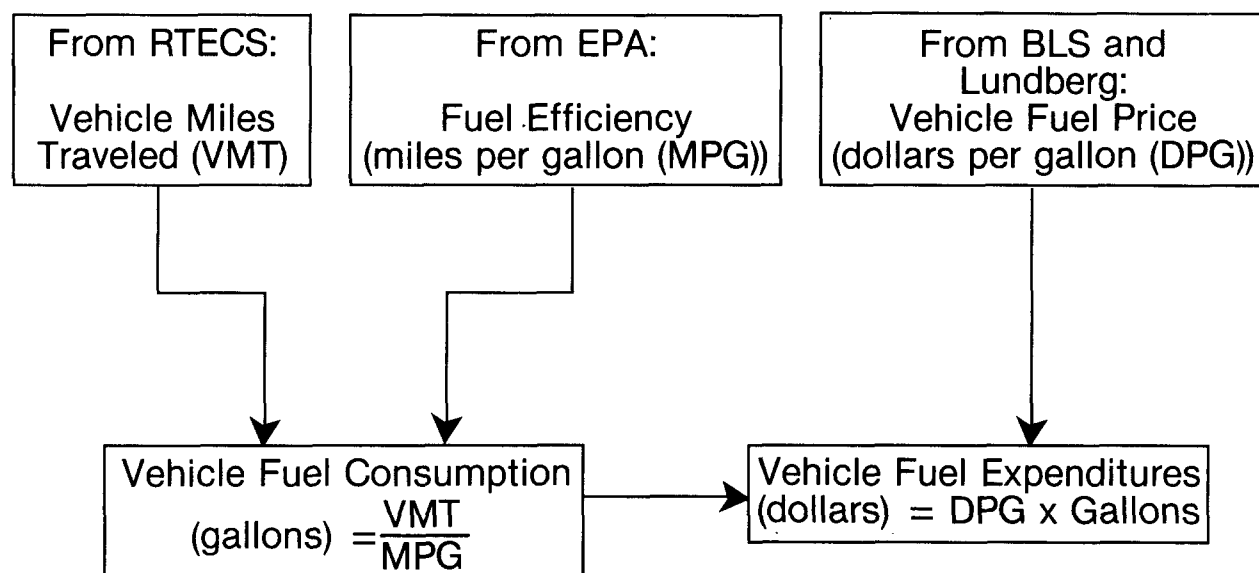 From RTECS:
Vehicle Miles
Traveled (VMT)
From EPA:
Fuel Efficiency
(miles per gallon (MPG))
From BLS and
Lundberg:
Vehicle Fuel Price
(dollars per gallon (DPG))
Vehicle Fuel Consumption
(gallons) = VMT
MPG
Vehicle Fuel Expenditures
(dollars) = DPG x Gallons